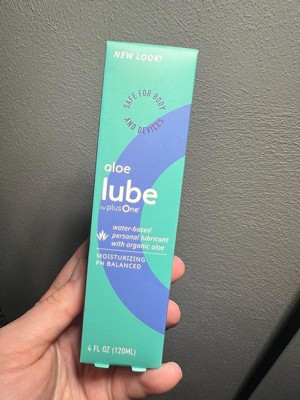 NEW LOOK!
SAFE FOR BODY
AND DEVICES
aloe
lube
by plusOne
water-based
personal lubricant
with organic aloe
MOISTURIZING
PH BALANCED
4 FL OZ (120ML)